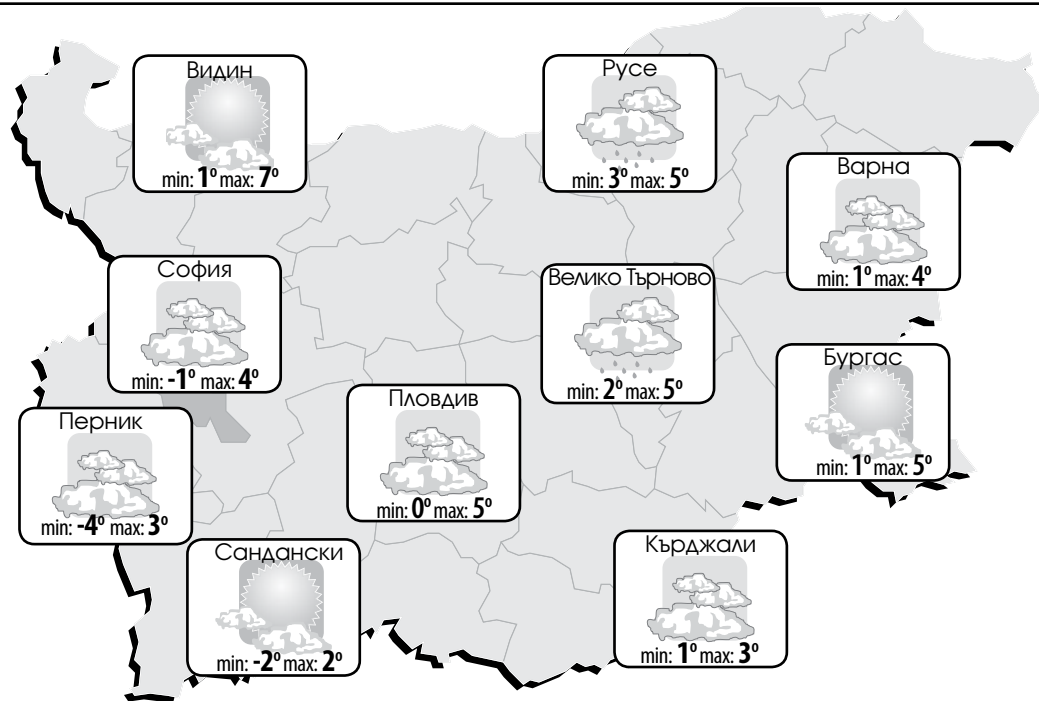 Видин
min: 1° max: 7°
Русе
min: 3° max: 5°
Варна
min: 1° max: 4°
София
min: -1° max: 4°
Велико Търново
min: 2° max: 5°
Бургас
min: 1° max: 5°
Пловдив
min: 0° max: 5°
Перник
min: -4° max: 3°
Сандански
min: -2° max: 2°
Кърджали
min: 1° max: 3°